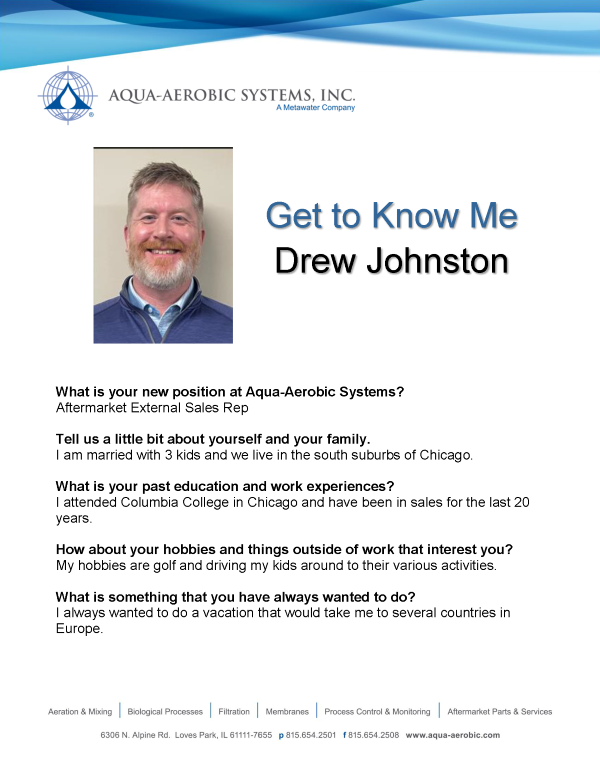 AQUA-AEROBIC SYSTEMS, INC.
A Metawater Company
®
Get to Know Me
Drew Johnston
What is your new position at Aqua-Aerobic Systems?
Aftermarket External Sales Rep
Tell us a little bit about yourself and your family.
I am married with 3 kids and we live in the south suburbs of Chicago.
What is your past education and work experiences?
I attended Columbia College in Chicago and have been in sales for the last 20
years.
How about your hobbies and things outside of work that interest you?
My hobbies are golf and driving my kids around to their various activities.
What is something that you have always wanted to do?
I always wanted to do a vacation that would take me to several countries in
Europe.
Aeration & Mixing | Biological Processes | Filtration | Membranes | Process Control & Monitoring | Aftermarket Parts & Services
6306 N. Alpine Rd. Loves Park, IL 61111-7655 p 815.654.2501 f 815.654.2508 www.aqua-aerobic.com